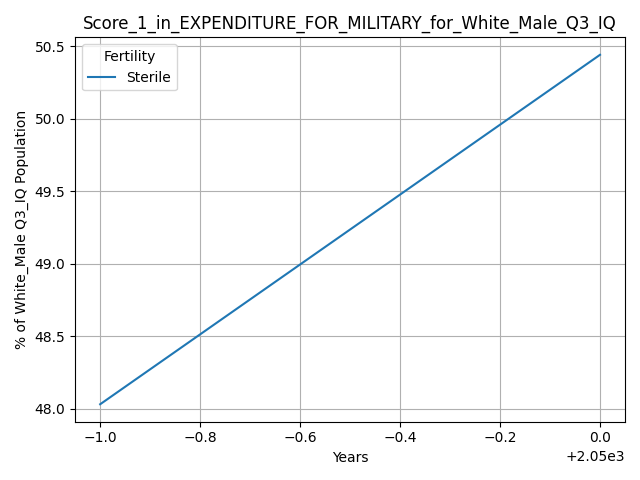 Score_1_in_EXPENDITURE_FOR_MILITARY_for_White_Male_Q3_IQ
Fertility
Sterile
% of White_Male Q3_IQ Population
50.5
50.0
49.5
49.0
48.5
48.0
−1.0 −0.8 −0.6 −0.4 −0.2 0.0
+2.05e3
Years